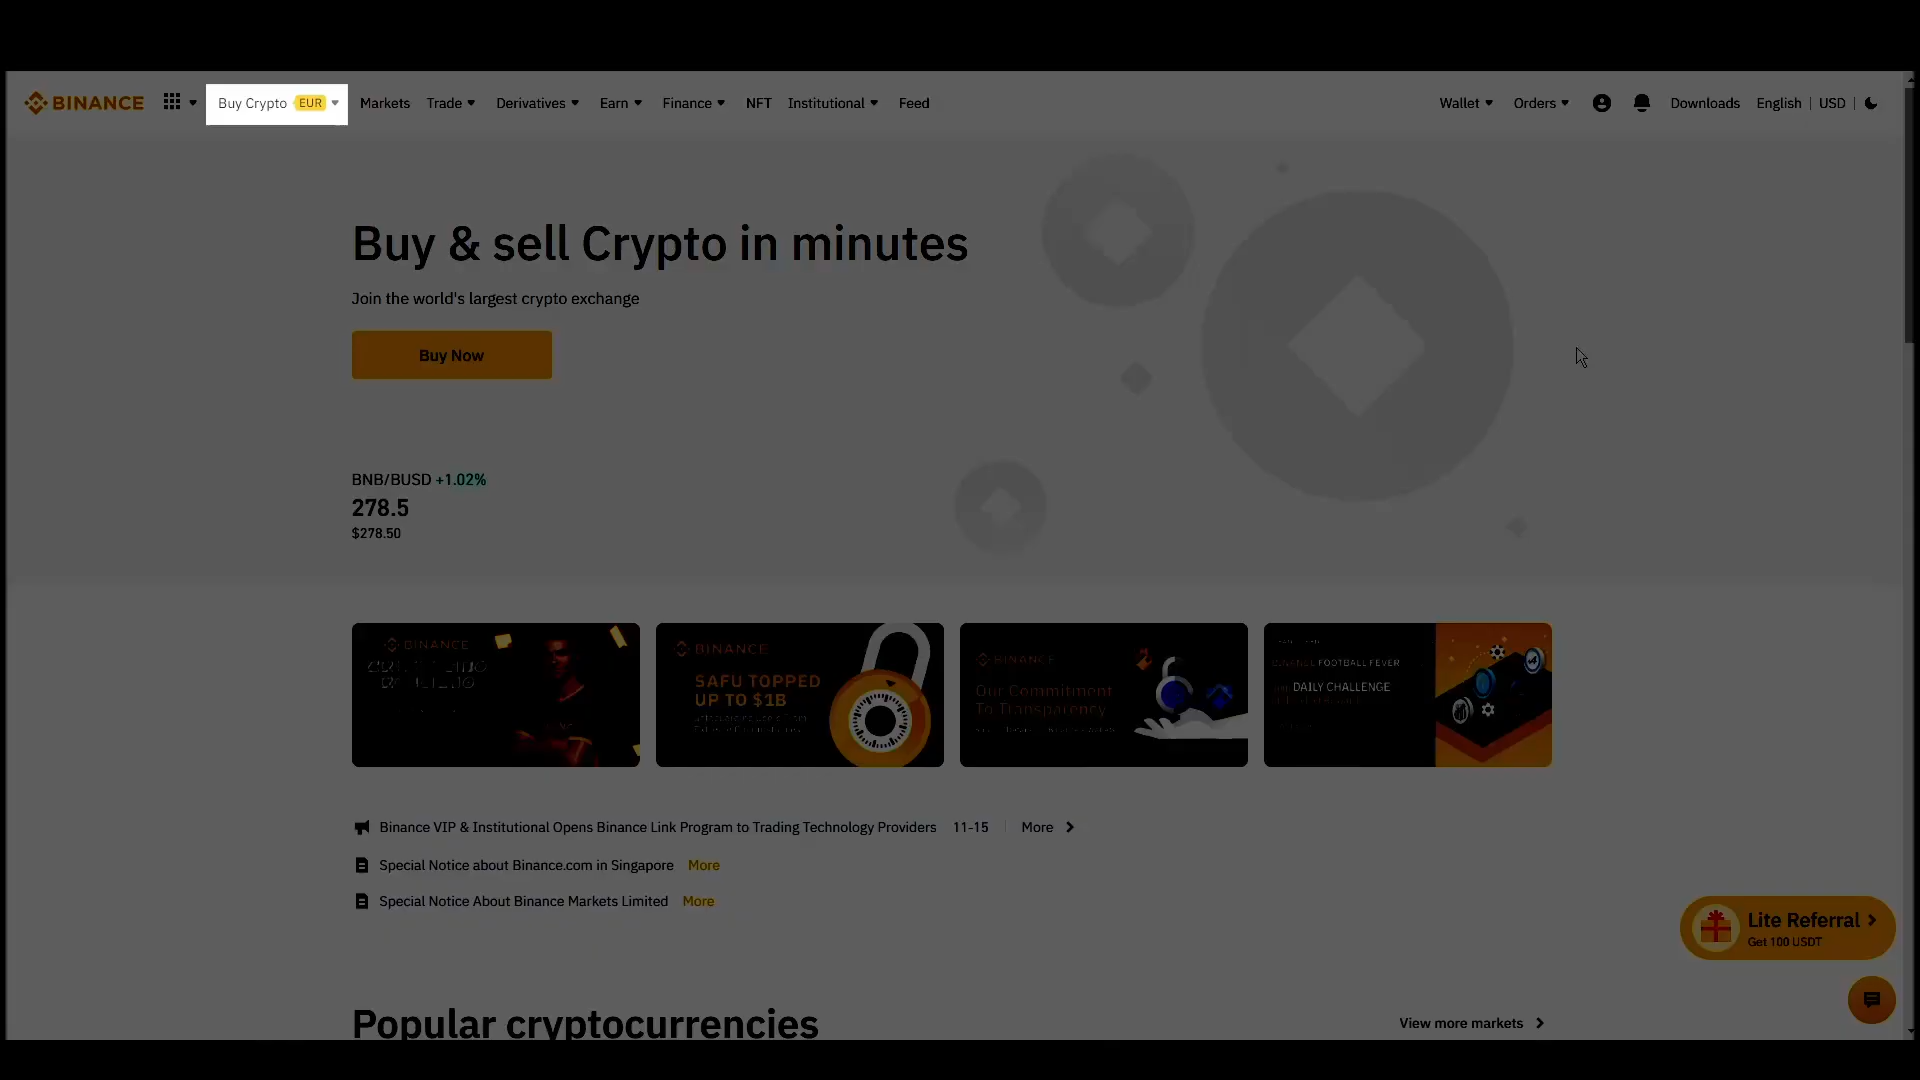 BINANCE Buy Crypto EUR Markets Trade Derivatives Earn Finance NFT Institutional Feed Wallet Orders Downloads English | USD
Buy & sell Crypto in minutes
Join the world's largest crypto exchange
Buy Now
BNB/BUSD +1.02%
278.5
$278.50
BINANCE
BINANCE
SAFU TOPPED
UP TO $1B
BINANCE
Our Commitment
To Transparency
FOOTBALL FEVER
DAILY CHALLENGE
Binance VIP & Institutional Opens Binance Link Program to Trading Technology Providers 11-15 More
Special Notice about Binance.com in Singapore More
Special Notice About Binance Markets Limited More
Lite Referral
Get 100 USDT
Popular cryptocurrencies
View more markets